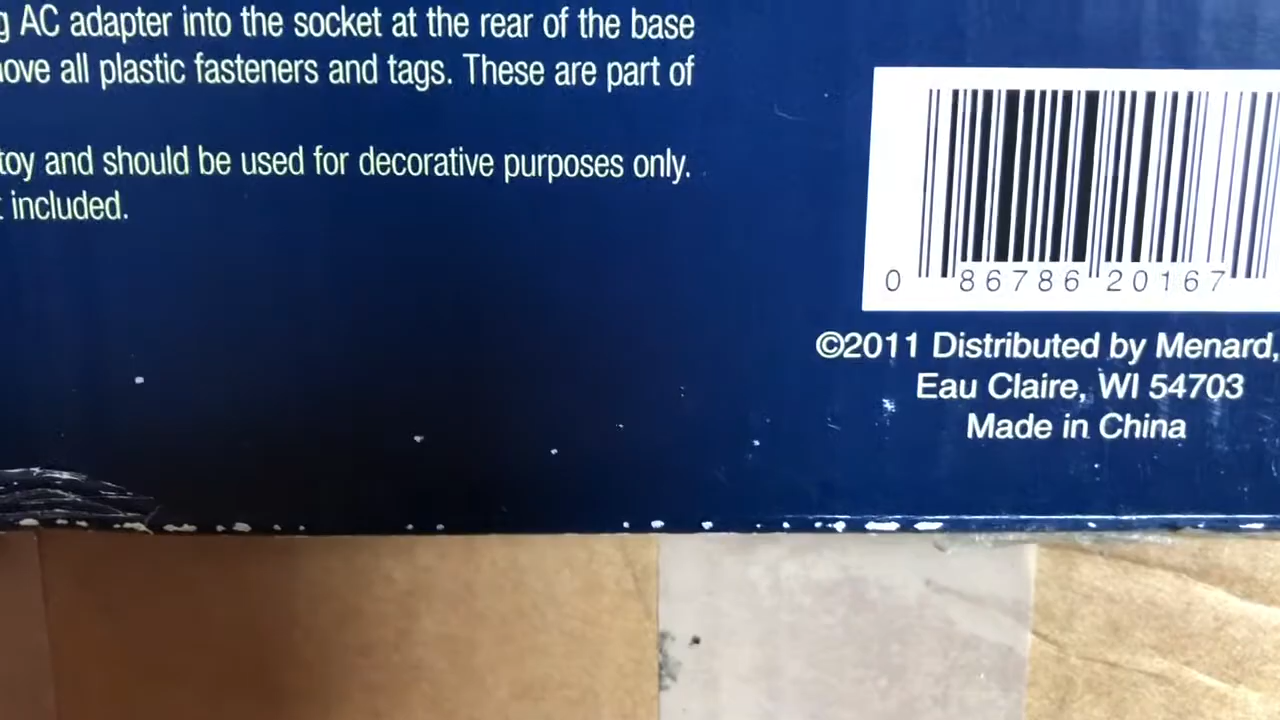 AC adapter into the socket at the rear of the base
all plastic fasteners and tags. These are part of
toy and should be used for decorative purposes only.
included.
0 86786 20167
©2011 Distributed by Menard,
Eau Claire, WI 54703
Made in China